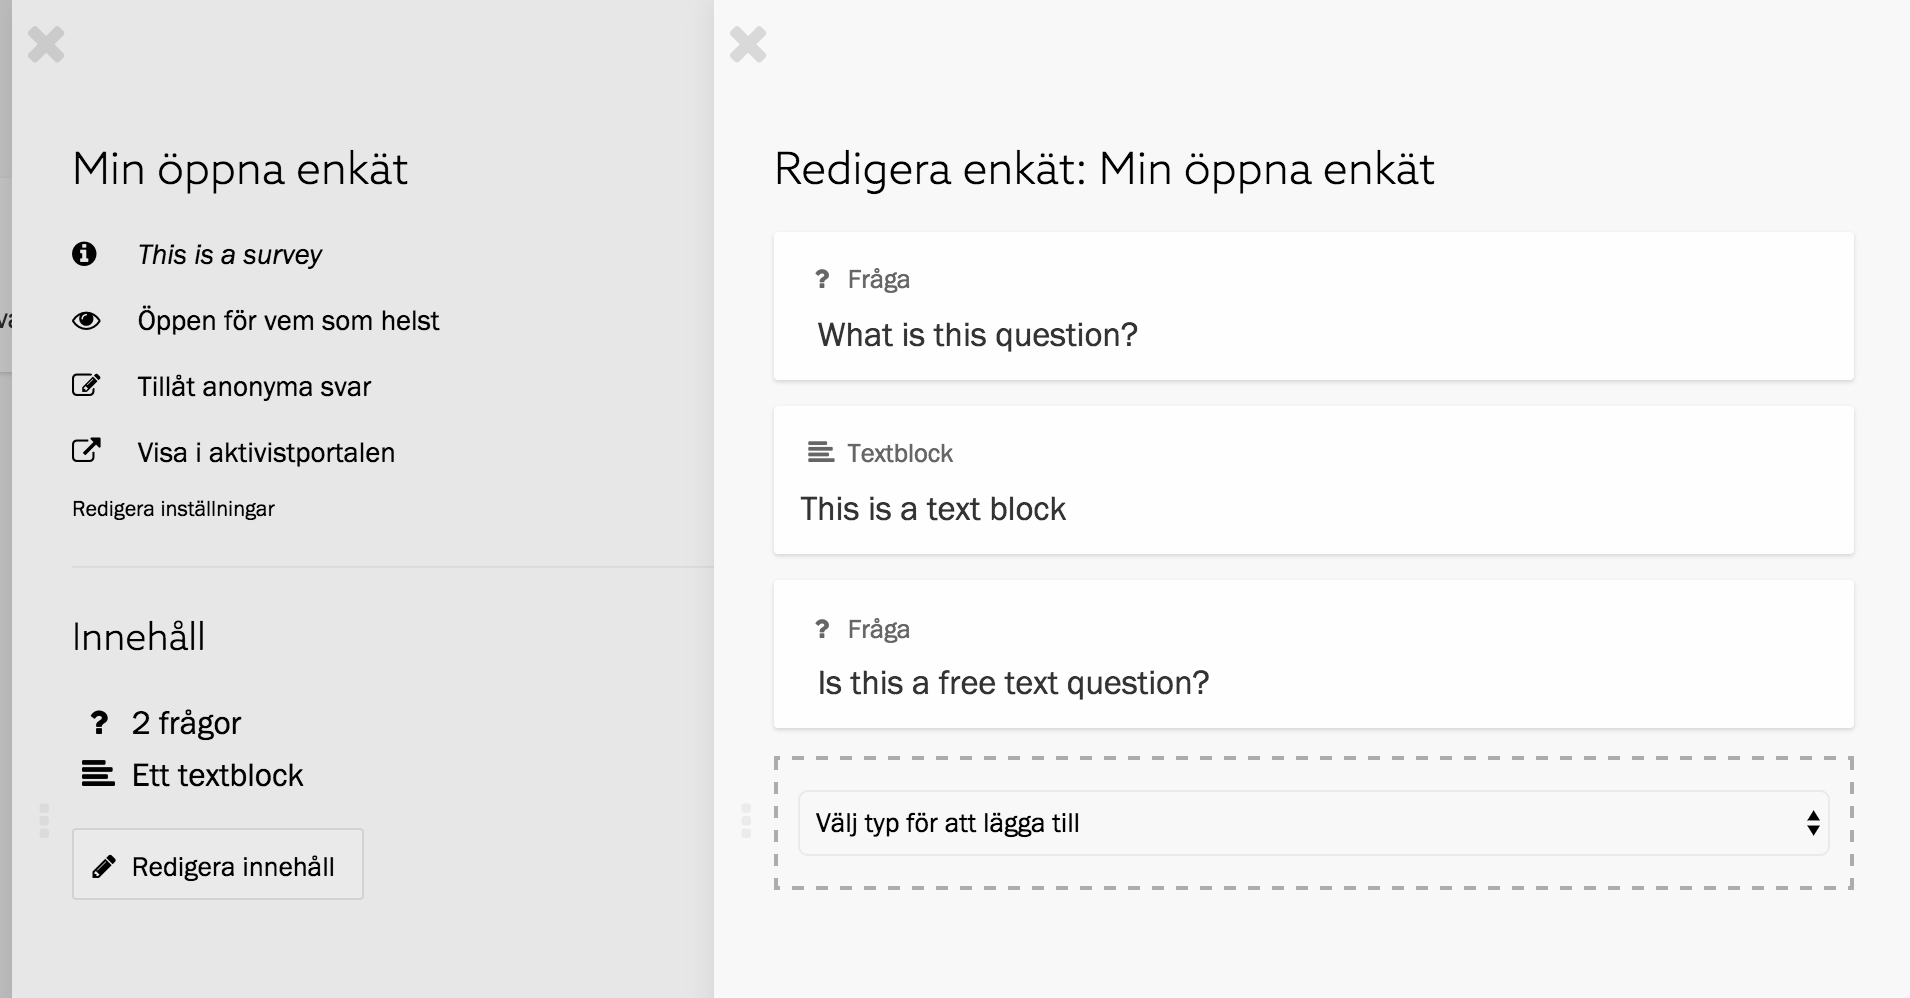 Min öppna enkät
This is a survey
Öppen för vem som helst
Tillåt anonyma svar
Visa i aktivistportalen
Redigera inställningar
Innehåll
? 2 frågor
Ett textblock
Redigera innehåll
Redigera enkät: Min öppna enkät
? Fråga
What is this question?
Textblock
This is a text block
? Fråga
Is this a free text question?
Välj typ för att lägga till